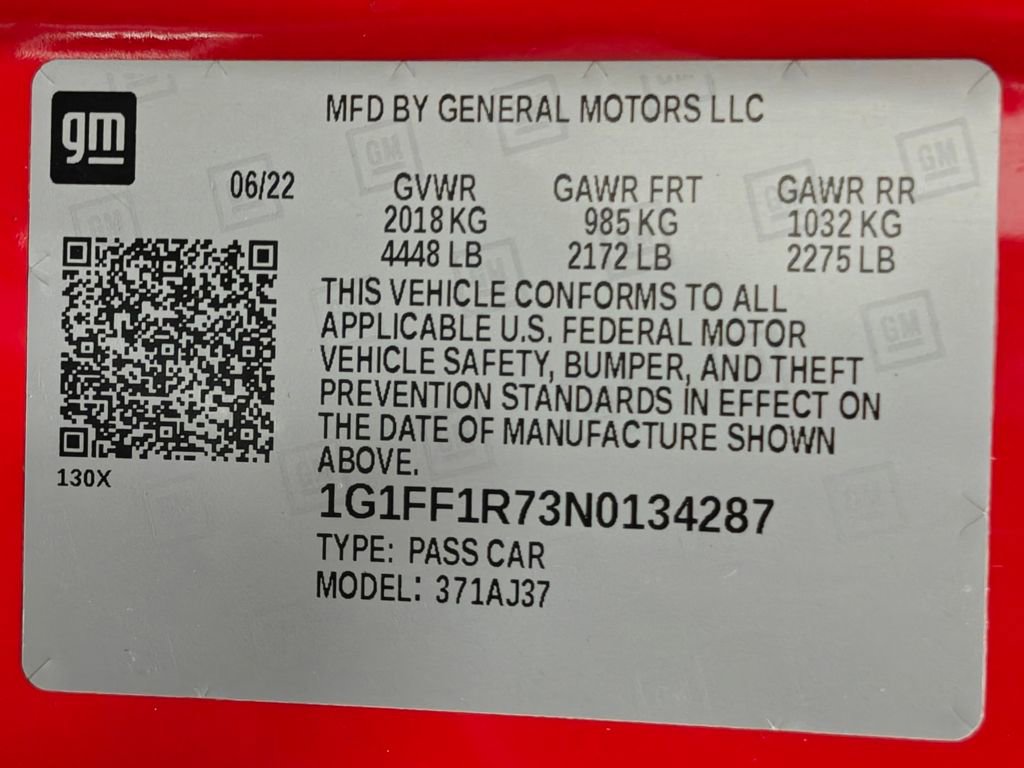 gm
MFD BY GENERAL MOTORS LLC
06/22 GVWR GAWR FRT GAWR RR
2018 KG 985 KG 1032 KG
4448 LB 2172 LB 2275 LB
THIS VEHICLE CONFORMS TO ALL
APPLICABLE U.S. FEDERAL MOTOR
VEHICLE SAFETY, BUMPER, AND THEFT
PREVENTION STANDARDS IN EFFECT ON
THE DATE OF MANUFACTURE SHOWN
ABOVE.
130X
1G1FF1R73N0134287
TYPE: PASS CAR
MODEL: 371AJ37